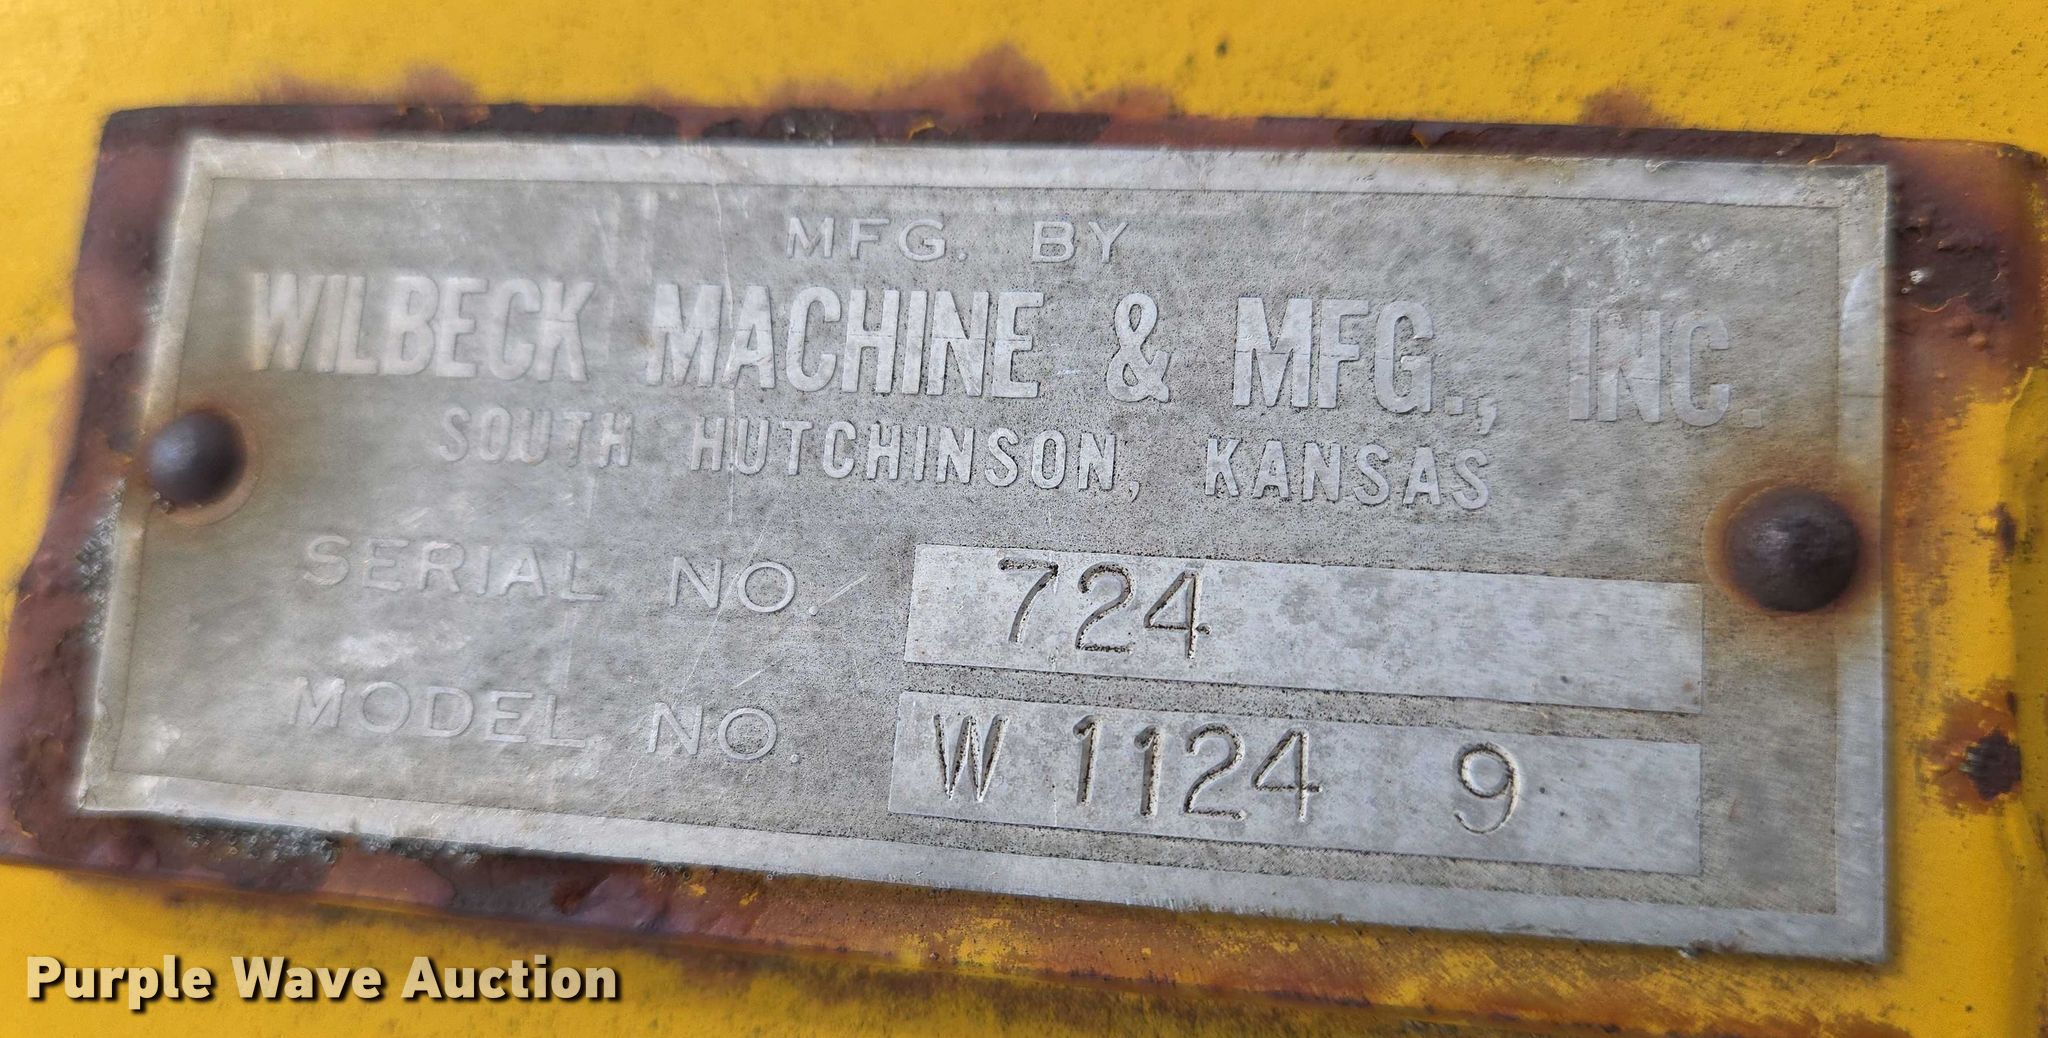 MFG. BY
WILBECK MACHINE & MFG., INC.
SOUTH HUTCHINSON, KANSAS
SERIAL NO. 724
MODEL NO. W 1124 9
Purple Wave Auction